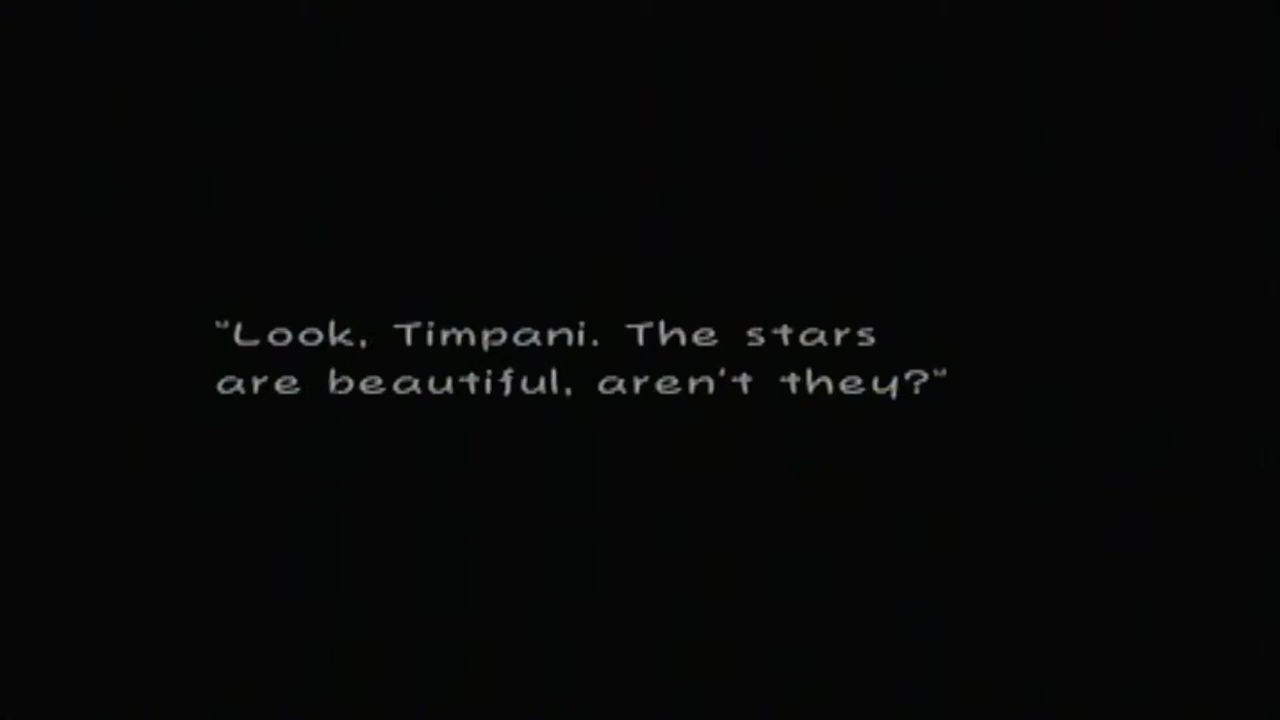 "Look, Timpani. The stars
are beautiful, aren't they?"